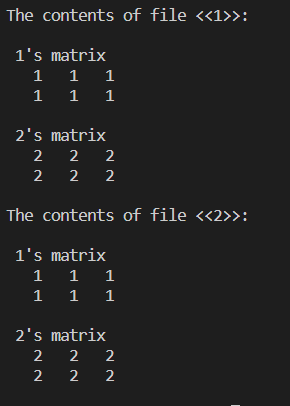 The contents of file <<1>>:

 1's matrix
   1   1   1
   1   1   1

 2's matrix
   2   2   2
   2   2   2

The contents of file <<2>>:

 1's matrix
   1   1   1
   1   1   1

 2's matrix
   2   2   2
   2   2   2